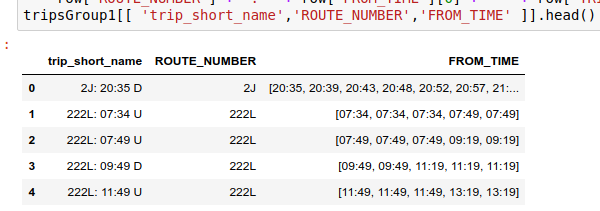 tripsGroup1[[ 'trip_short_name','ROUTE_NUMBER','FROM_TIME' ]].head()
:
trip_short_name ROUTE_NUMBER FROM_TIME
0 2J: 20:35 D 2J [20:35, 20:39, 20:43, 20:48, 20:52, 20:57, 21:...
1 222L: 07:34 U 222L [07:34, 07:34, 07:34, 07:49, 07:49]
2 222L: 07:49 U 222L [07:49, 07:49, 07:49, 09:19, 09:19]
3 222L: 09:49 D 222L [09:49, 09:49, 11:19, 11:19, 11:19]
4 222L: 11:49 U 222L [11:49, 11:49, 11:49, 13:19, 13:19]